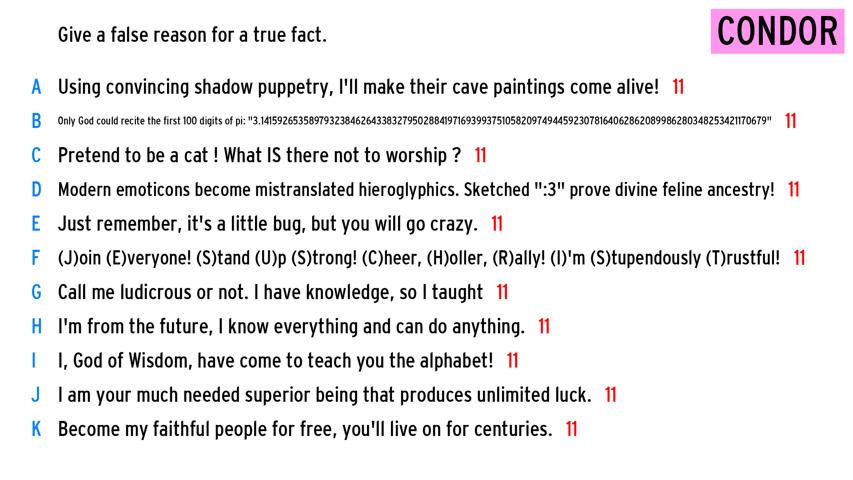 Give a false reason for a true fact.
CONDOR
A Using convincing shadow puppetry, I'll make their cave paintings come alive! 11
B Only God could recite the first 100 digits of pi: "3.1415926535897932384626433832795028841971693993751058209749445923078164062862089986280348253421170679" 11
C Pretend to be a cat ! What IS there not to worship ? 11
D Modern emoticons become mistranslated hieroglyphics. Sketched ":3" prove divine feline ancestry! 11
E Just remember, it's a little bug, but you will go crazy. 11
F (J)oin (E)veryone! (S)tand (U)p (S)trong! (C)heer, (H)oller, (R)ally! (I)'m (S)tupendously (T)rustful! 11
G Call me ludicrous or not. I have knowledge, so I taught 11
H I'm from the future, I know everything and can do anything. 11
I I, God of Wisdom, have come to teach you the alphabet! 11
J I am your much needed superior being that produces unlimited luck. 11
K Become my faithful people for free, you'll live on for centuries. 11